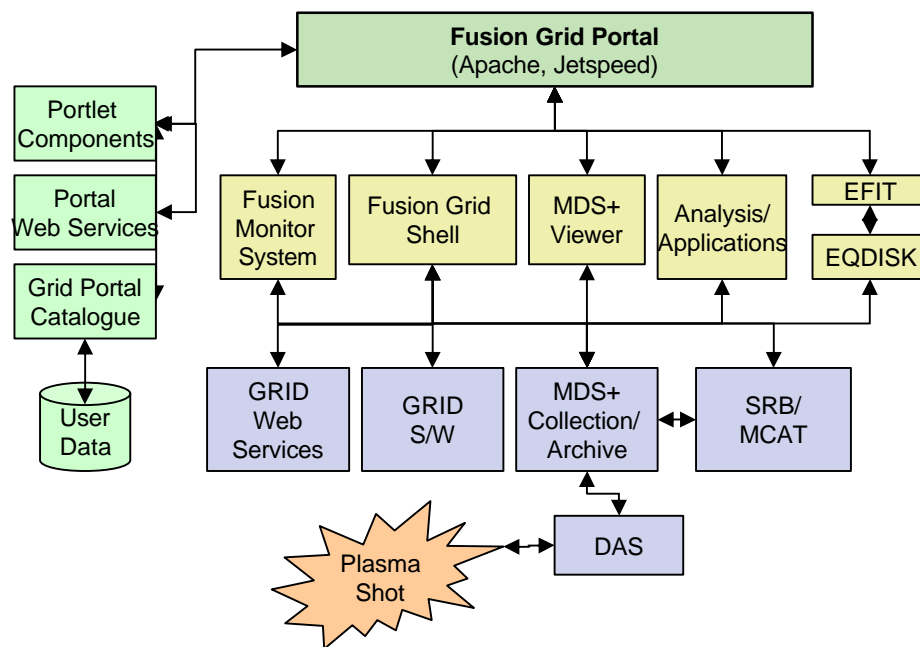 Fusion Grid Portal
(Apache, Jetspeed)
Portlet
Components
Portal
Web Services
Grid Portal
Catalogue
User
Data
Fusion
Monitor
System
Fusion Grid
Shell
MDS+
Viewer
Analysis/
Applications
EFIT
EQDISK
GRID
Web
Services
GRID
S/W
MDS+
Collection/
Archive
SRB/
MCAT
DAS
Plasma
Shot